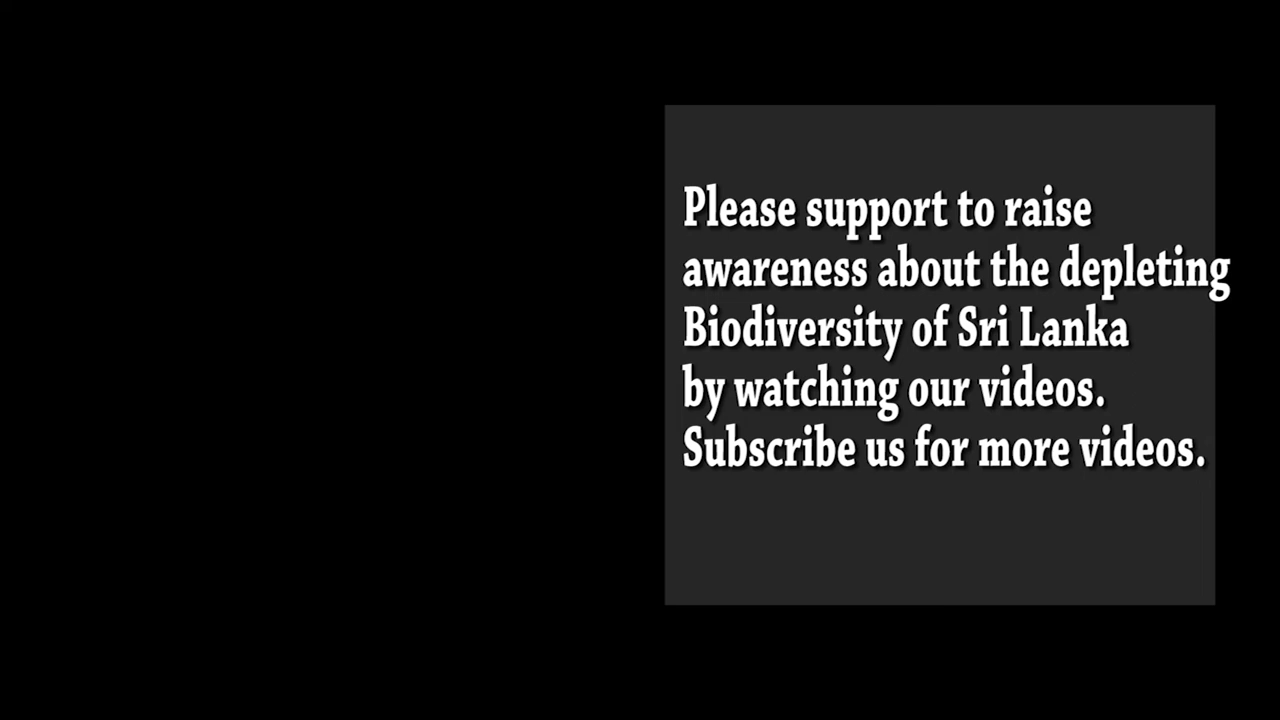 Please support to raise
awareness about the depleting
Biodiversity of Sri Lanka
by watching our videos.
Subscribe us for more videos.